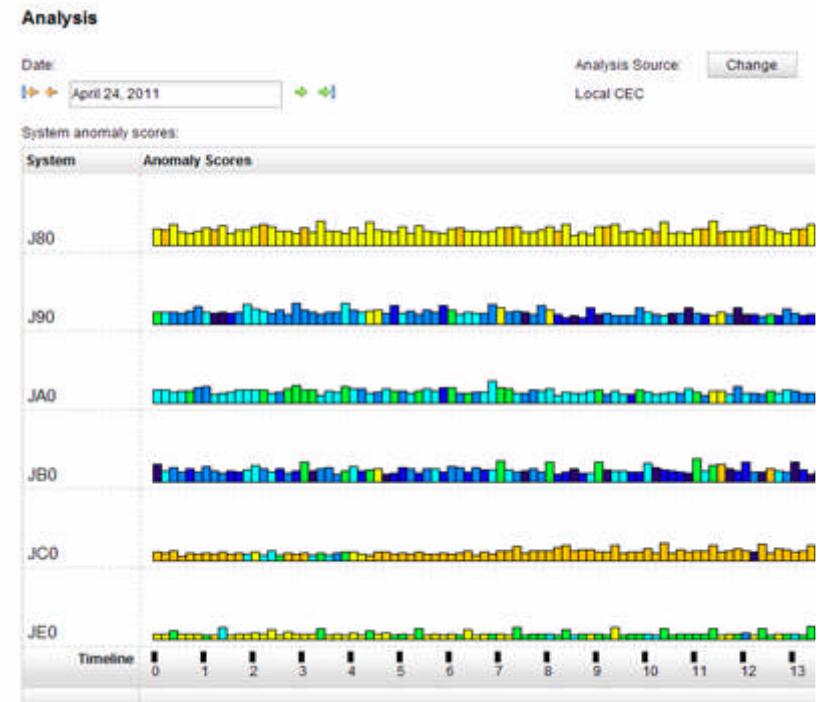 Analysis
Date:
Analysis Source: Change
April 24, 2011
Local CEC
System anomaly scores:
System Anomaly Scores
J80
J90
JA0
JB0
JC0
JE0
Timeline
0 1 2 3 4 5 6 7 8 9 10 11 12 13